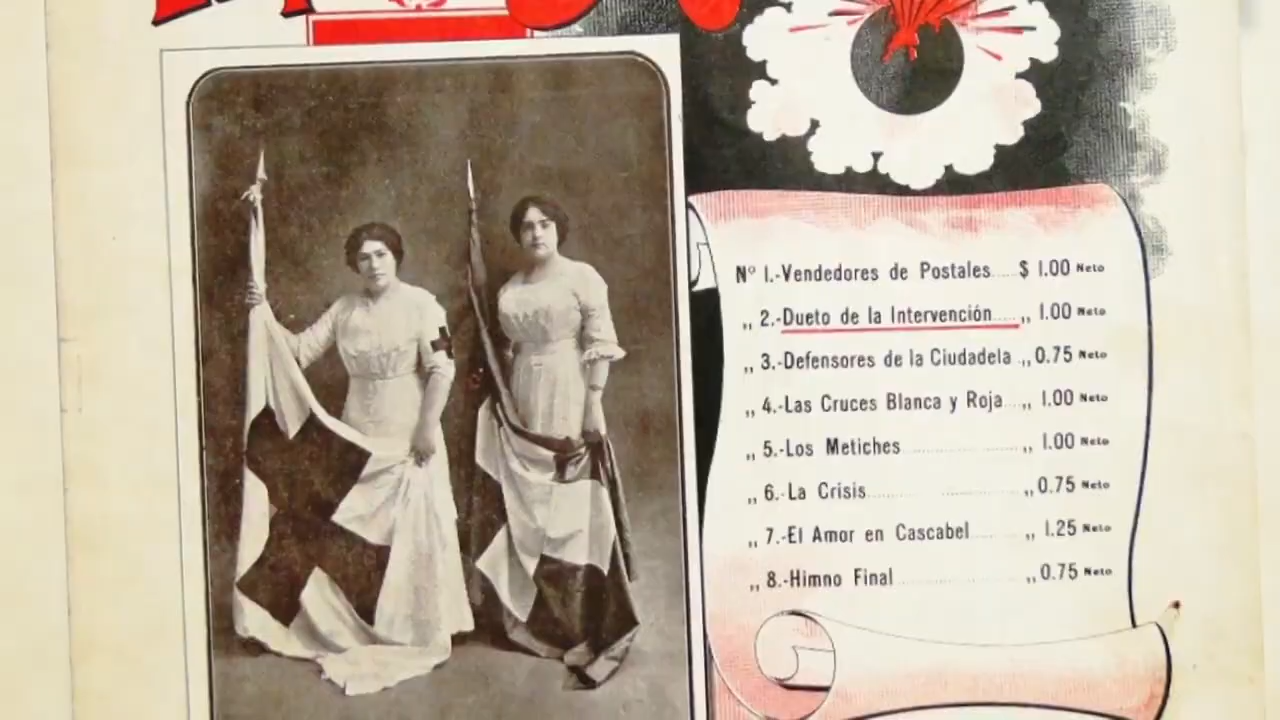 Nº 1.-Vendedores de Postales.....$ 1.00 Neto
„ 2.-Dueto de la Intervención.....„ 1.00 Neto
„ 3.-Defensores de la Ciudadela..„ 0.75 Neto
„ 4.-Las Cruces Blanca y Roja....„ 1.00 Neto
„ 5.-Los Metiches....................„ 1.00 Neto
„ 6.-La Crisis..........................„ 0.75 Neto
„ 7.-El Amor en Cascabel..........„ 1.25 Neto
„ 8.-Himno Final.....................„ 0.75 Neto